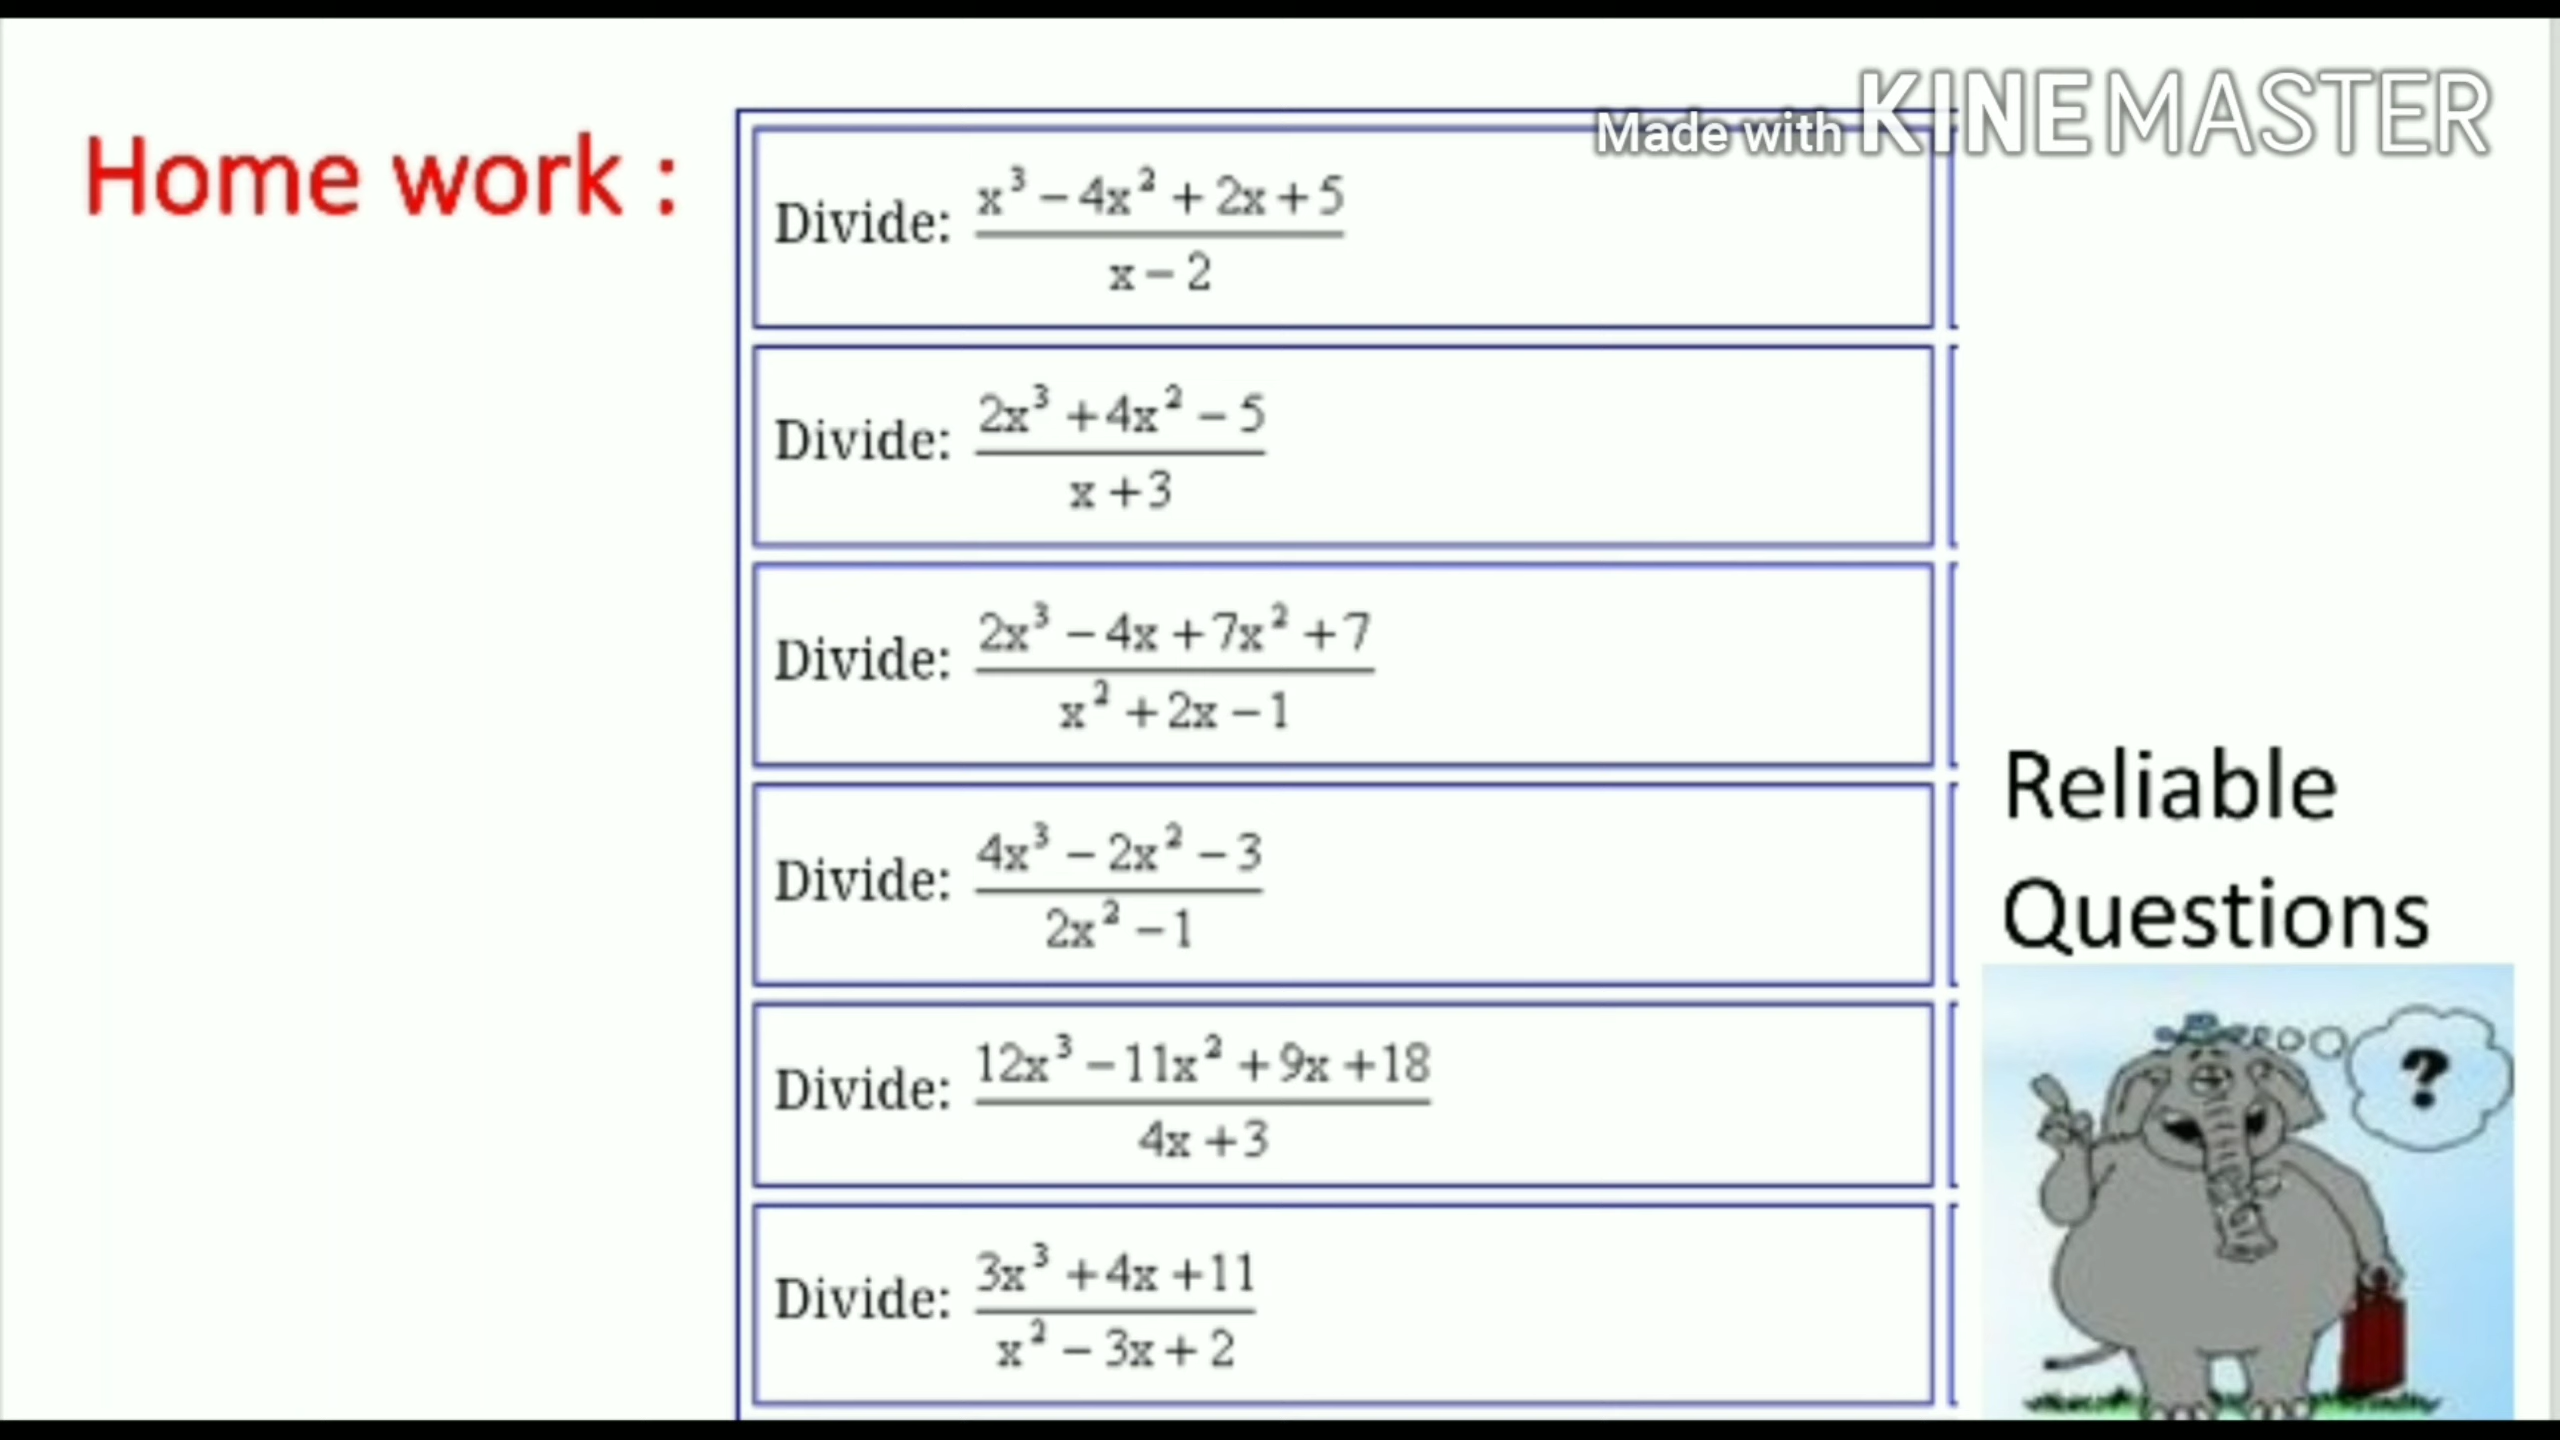 Made with KINEMASTER
Home work :
Divide: x³ − 4x² + 2x + 5
x − 2
Divide: 2x³ + 4x² − 5
x + 3
Divide: 2x³ − 4x + 7x² + 7
x² + 2x − 1
Divide: 4x³ − 2x² − 3
2x² − 1
Divide: 12x³ − 11x² + 9x + 18
4x + 3
Divide: 3x³ + 4x + 11
x² − 3x + 2
Reliable
Questions
?